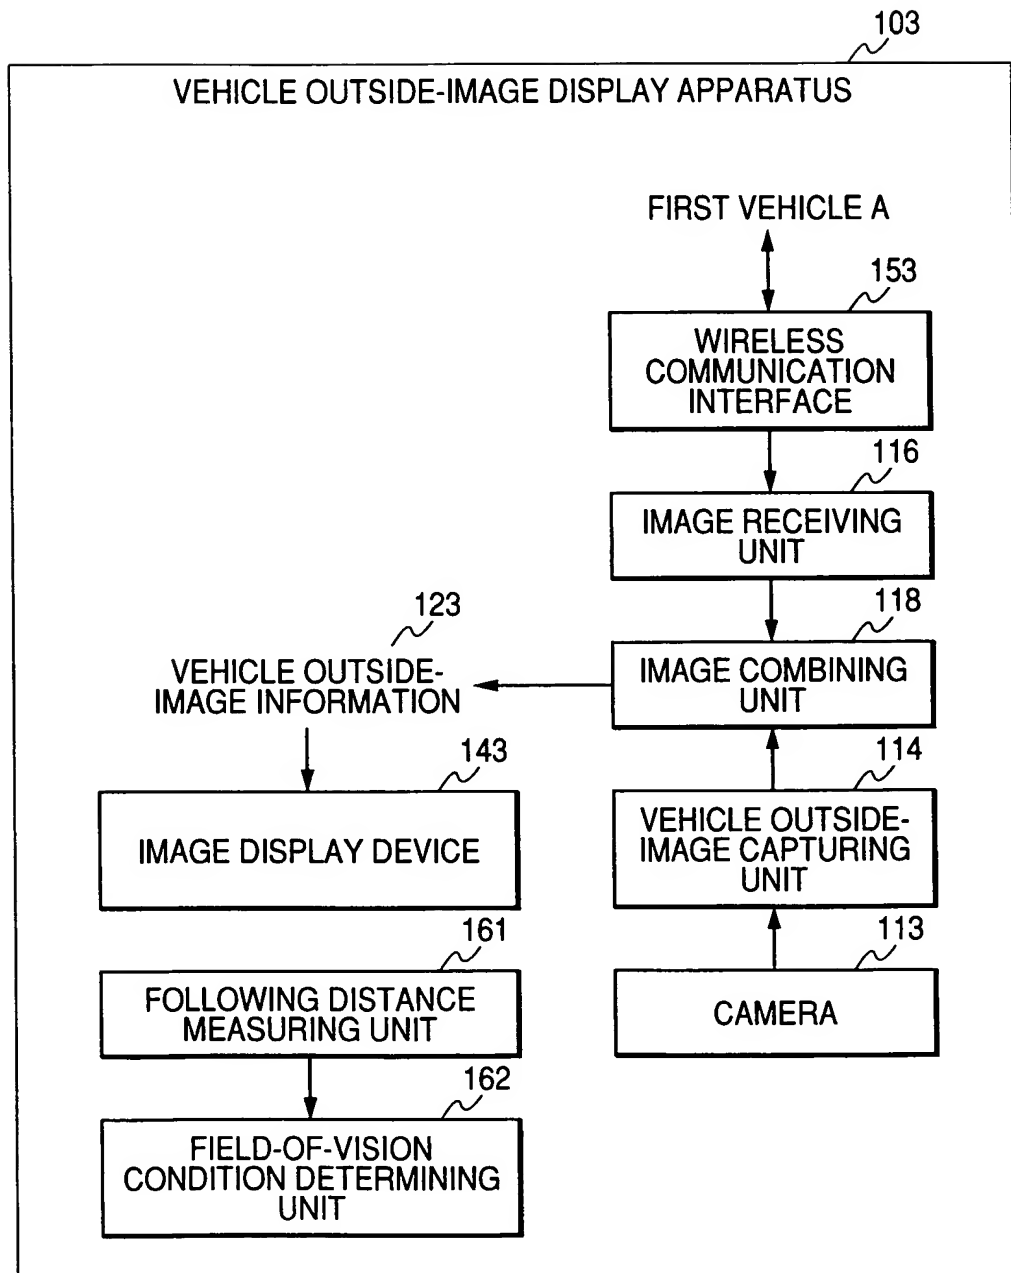 103
VEHICLE OUTSIDE-IMAGE DISPLAY APPARATUS
FIRST VEHICLE A
153
WIRELESS
COMMUNICATION
INTERFACE
116
IMAGE RECEIVING
UNIT
118
IMAGE COMBINING
UNIT
123
VEHICLE OUTSIDE-
IMAGE INFORMATION
143
IMAGE DISPLAY DEVICE
114
VEHICLE OUTSIDE-
IMAGE CAPTURING
UNIT
113
CAMERA
161
FOLLOWING DISTANCE
MEASURING UNIT
162
FIELD-OF-VISION
CONDITION DETERMINING
UNIT